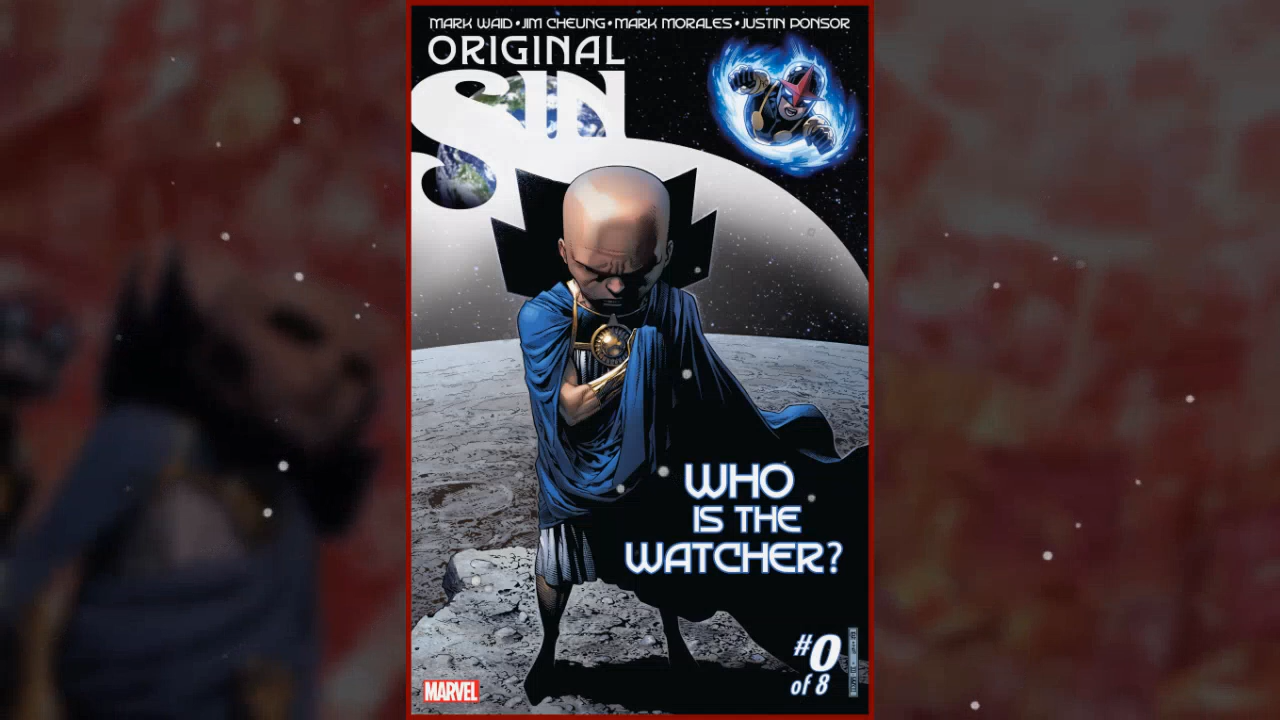 MARK WAID • JIM CHEUNG • MARK MORALES • JUSTIN PONSOR
ORIGINAL
SIN
WHO
IS THE
WATCHER?
#0
of 8
MARVEL